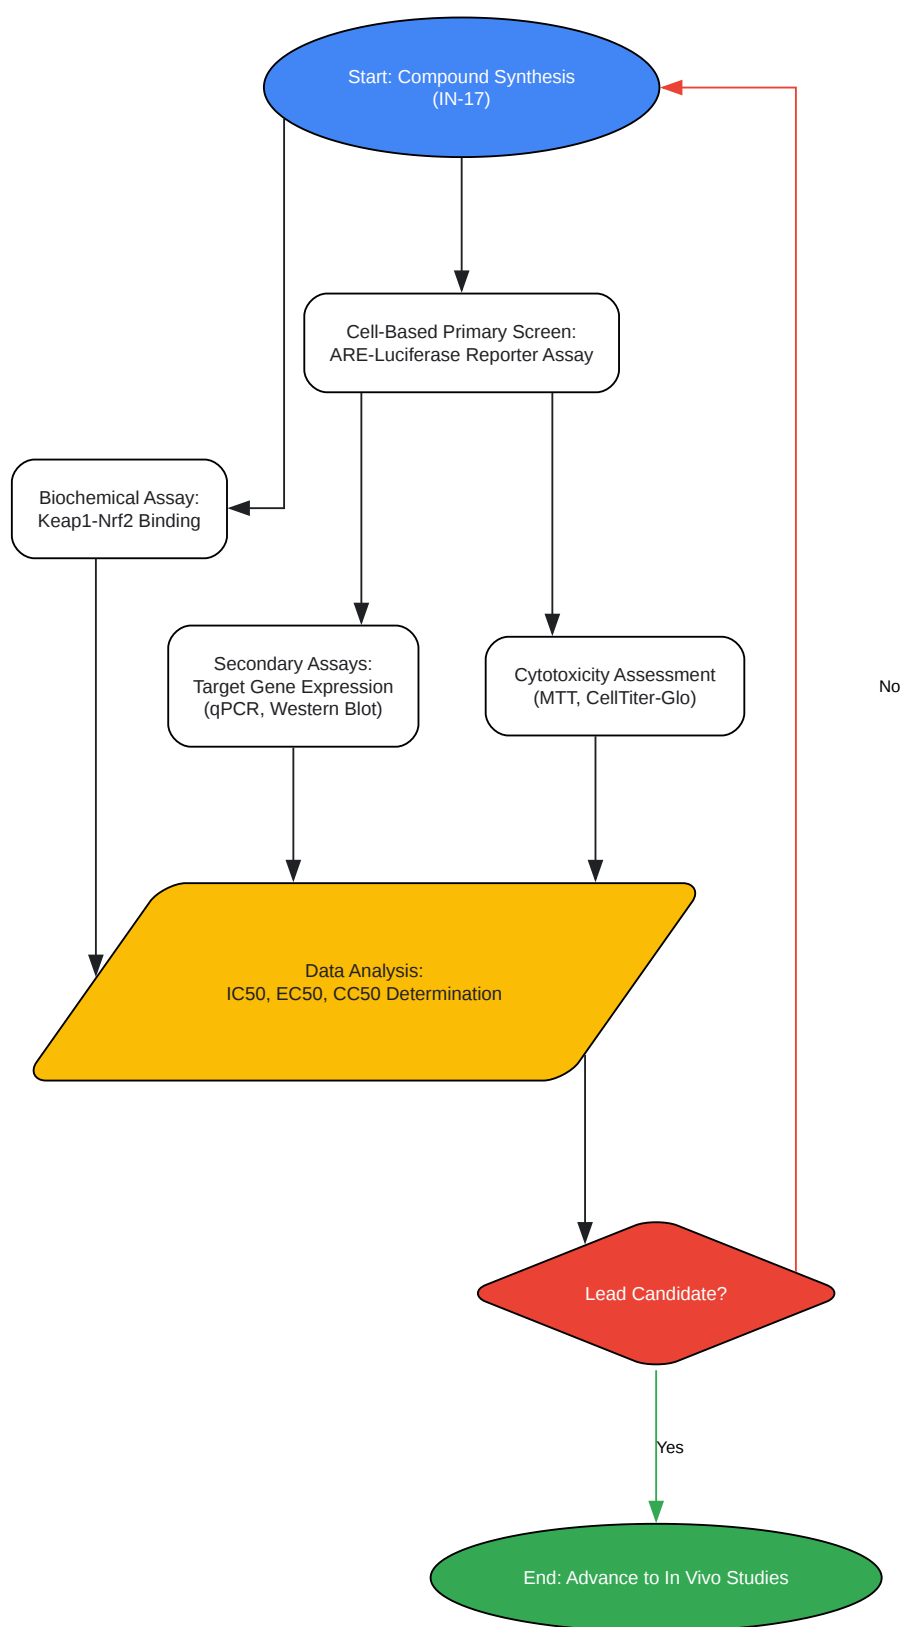 Start: Compound Synthesis
(IN-17)
Cell-Based Primary Screen:
ARE-Luciferase Reporter Assay
Biochemical Assay:
Keap1-Nrf2 Binding
Secondary Assays:
Target Gene Expression
(qPCR, Western Blot)
Cytotoxicity Assessment
(MTT, CellTiter-Glo)
No
Data Analysis:
IC50, EC50, CC50 Determination
Lead Candidate?
Yes
End: Advance to In Vivo Studies